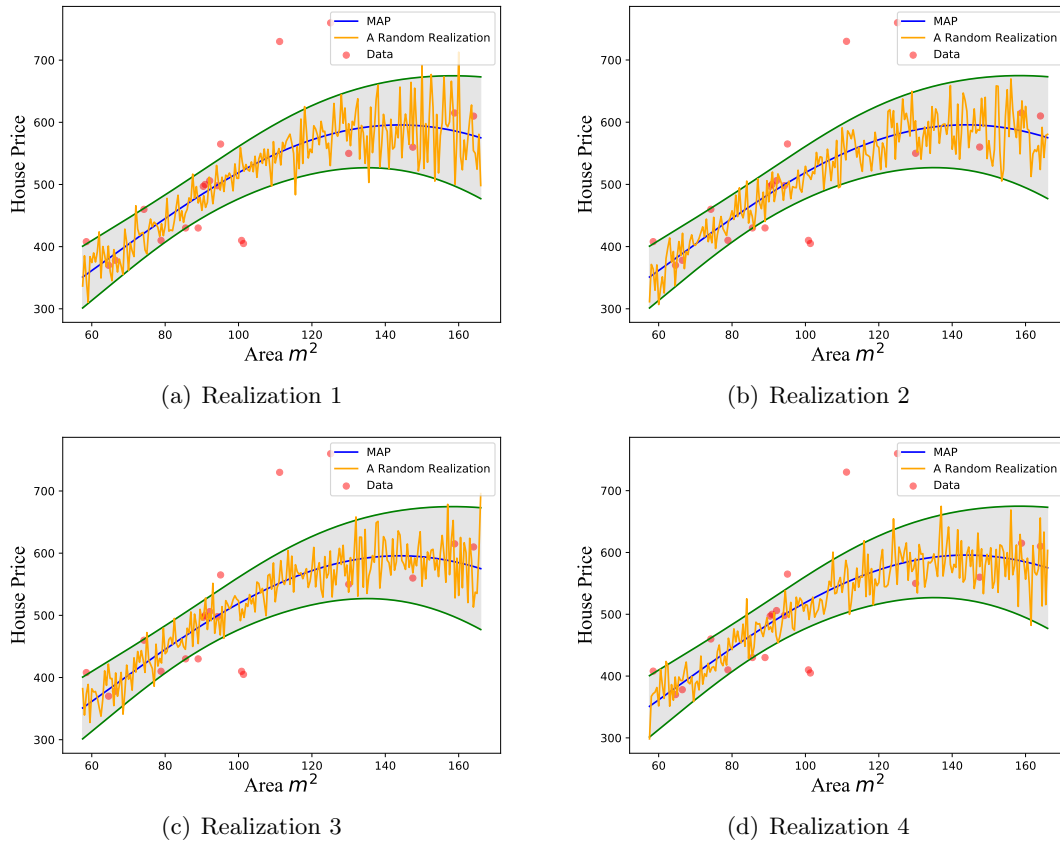 MAP
A Random Realization
Data
700
600
500
400
300
House Price
60
80
100
120
140
160
Area m²
(a) Realization 1
MAP
A Random Realization
Data
700
600
500
400
300
House Price
60
80
100
120
140
160
Area m²
(b) Realization 2
MAP
A Random Realization
Data
700
600
500
400
300
House Price
60
80
100
120
140
160
Area m²
(c) Realization 3
MAP
A Random Realization
Data
700
600
500
400
300
House Price
60
80
100
120
140
160
Area m²
(d) Realization 4